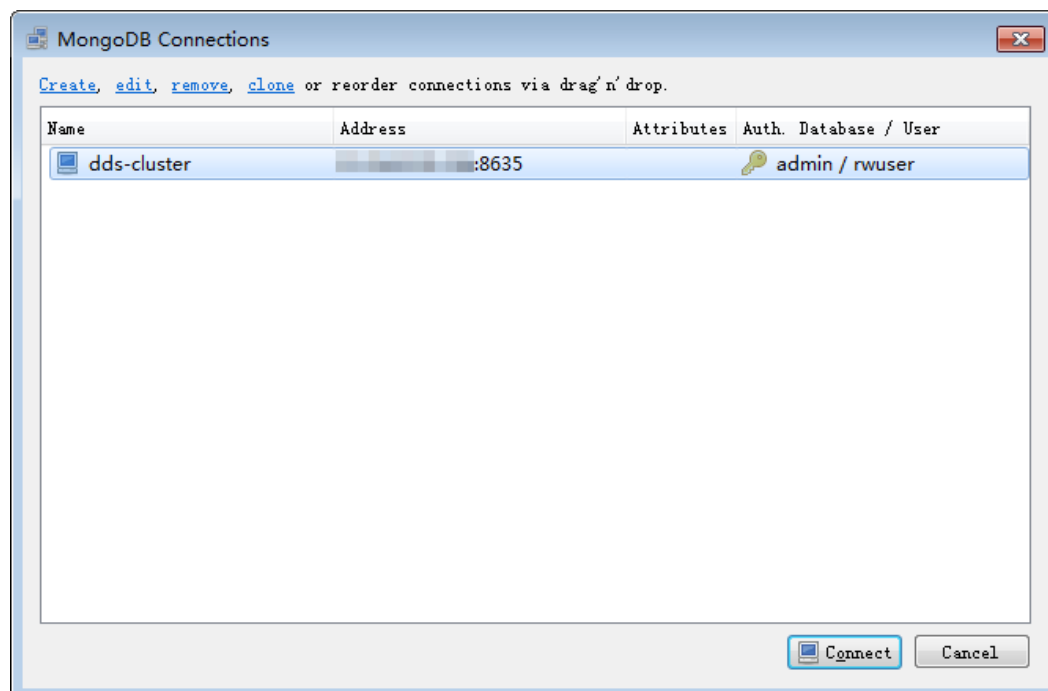 MongoDB Connections
Create, edit, remove, clone or reorder connections via drag'n'drop.
Name Address Attributes Auth. Database / User
dds-cluster :8635 admin / rwuser
Connect Cancel